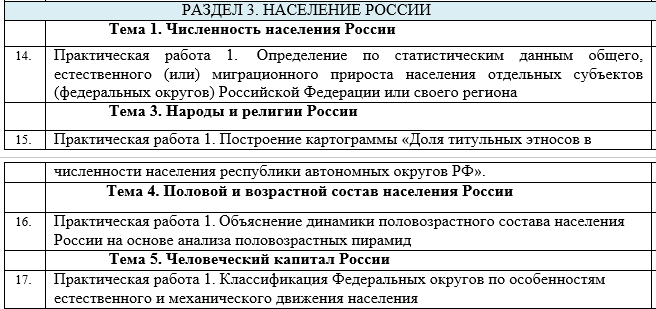 РАЗДЕЛ 3. НАСЕЛЕНИЕ РОССИИ
Тема 1. Численность населения России
14. Практическая работа 1. Определение по статистическим данным общего,
естественного (или) миграционного прироста населения отдельных субъектов
(федеральных округов) Российской Федерации или своего региона
Тема 3. Народы и религии России
15. Практическая работа 1. Построение картограммы «Доля титульных этносов в
численности населения республики автономных округов РФ».
Тема 4. Половой и возрастной состав населения России
16. Практическая работа 1. Объяснение динамики половозрастного состава населения
России на основе анализа половозрастных пирамид
Тема 5. Человеческий капитал России
17. Практическая работа 1. Классификация Федеральных округов по особенностям
естественного и механического движения населения